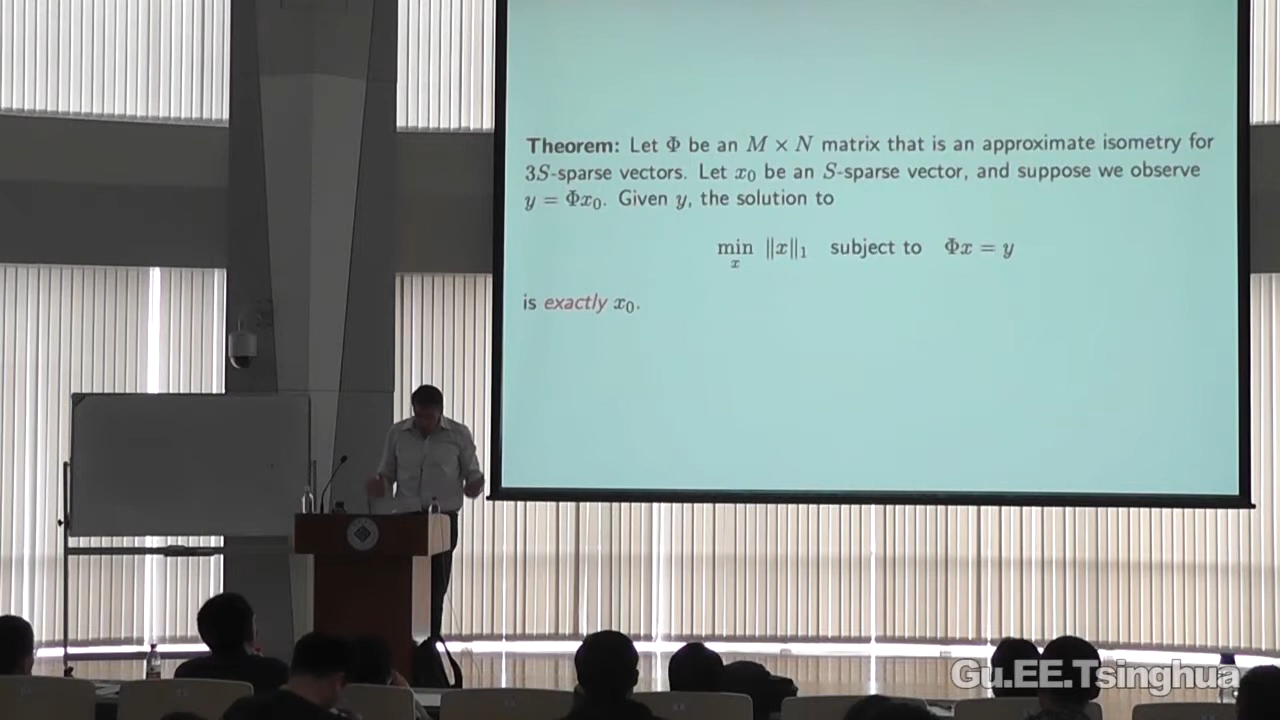 Theorem: Let Φ be an M × N matrix that is an approximate isometry for
3S-sparse vectors. Let x₀ be an S-sparse vector, and suppose we observe
y = Φx₀. Given y, the solution to
min ‖x‖₁ subject to Φx = y
x
is exactly x₀.
Gu.EE.Tsinghua